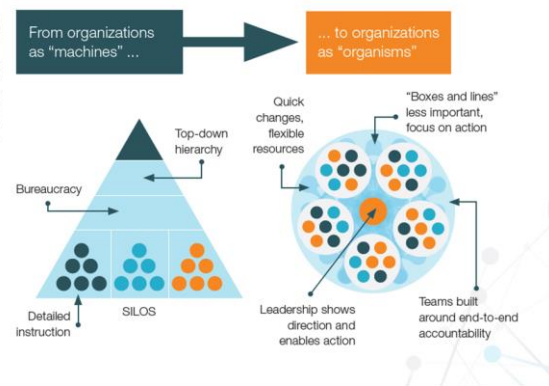 From organizations
as “machines” ...
... to organizations
as “organisms”
Top-down
hierarchy
Bureaucracy
Detailed
instruction
SILOS
Quick
changes,
flexible
resources
“Boxes and lines”
less important,
focus on action
Leadership shows
direction and
enables action
Teams built
around end-to-end
accountability